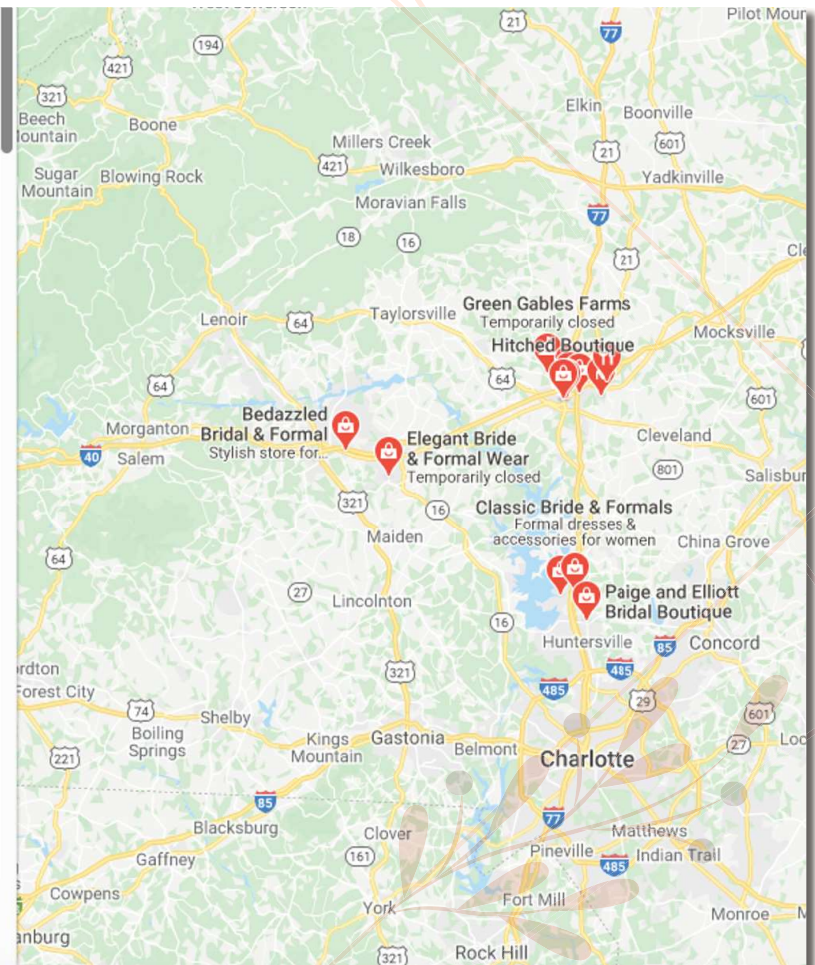 21
77
Pilot Moun
194
421
321
Beech
Mountain
Boone
Elkin
Boonville
Millers Creek
421
Wilkesboro
21
601
Sugar
Mountain
Blowing Rock
Yadkinville
Moravian Falls
77
18
16
21
Cle
Green Gables Farms
Temporarily closed
Lenoir
64
Taylorsville
Hitched Boutique
Mocksville
64
64
601
Bedazzled
Bridal & Formal
Stylish store for...
Morganton
40
Salem
Elegant Bride
& Formal Wear
Temporarily closed
Cleveland
801
Salisbur
321
16
Classic Bride & Formals
Formal dresses &
accessories for women
Maiden
China Grove
64
27
Lincolnton
Paige and Elliott
Bridal Boutique
16
Huntersville
85
Concord
rdton
Forest City
321
485
485
29
74
Shelby
601
Boiling
Springs
221
Kings
Mountain
Gastonia
Belmont
Charlotte
27
Loc
85
77
Blacksburg
Clover
Matthews
161
Pineville
Indian Trail
485
Gaffney
Cowpens
York
Fort Mill
Monroe
anburg
321
Rock Hill